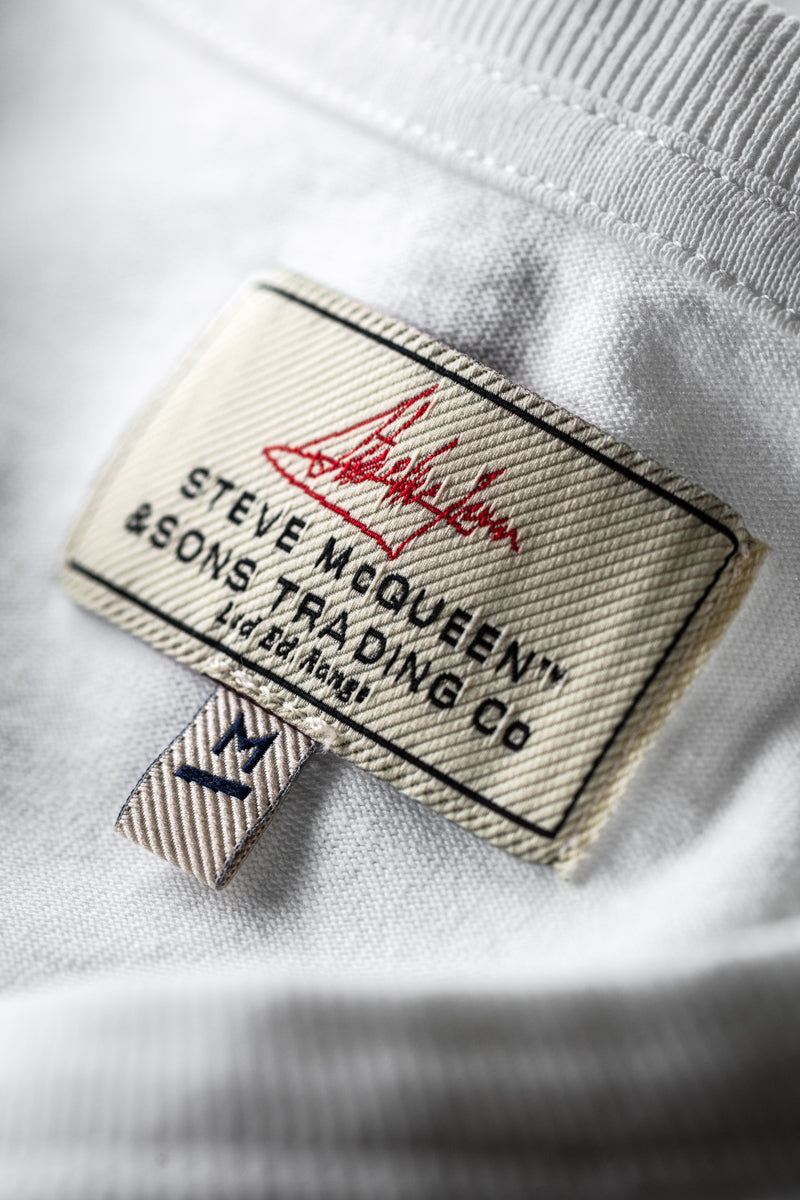 STEVE McQUEEN™
&SONS TRADING Co
Ltd Ed Range
M